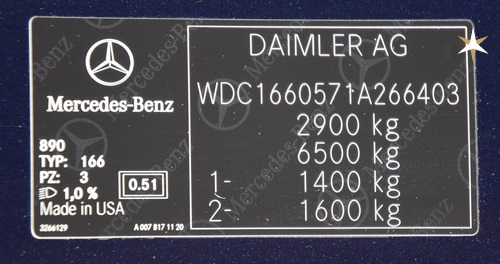 Mercedes-Benz
890
TYP: 166
PZ: 3
1,0 %
0.51
Made in USA
3266129
A 007 817 11 20
DAIMLER AG
WDC1660571A266403
2900 kg
6500 kg
1- 1400 kg
2- 1600 kg